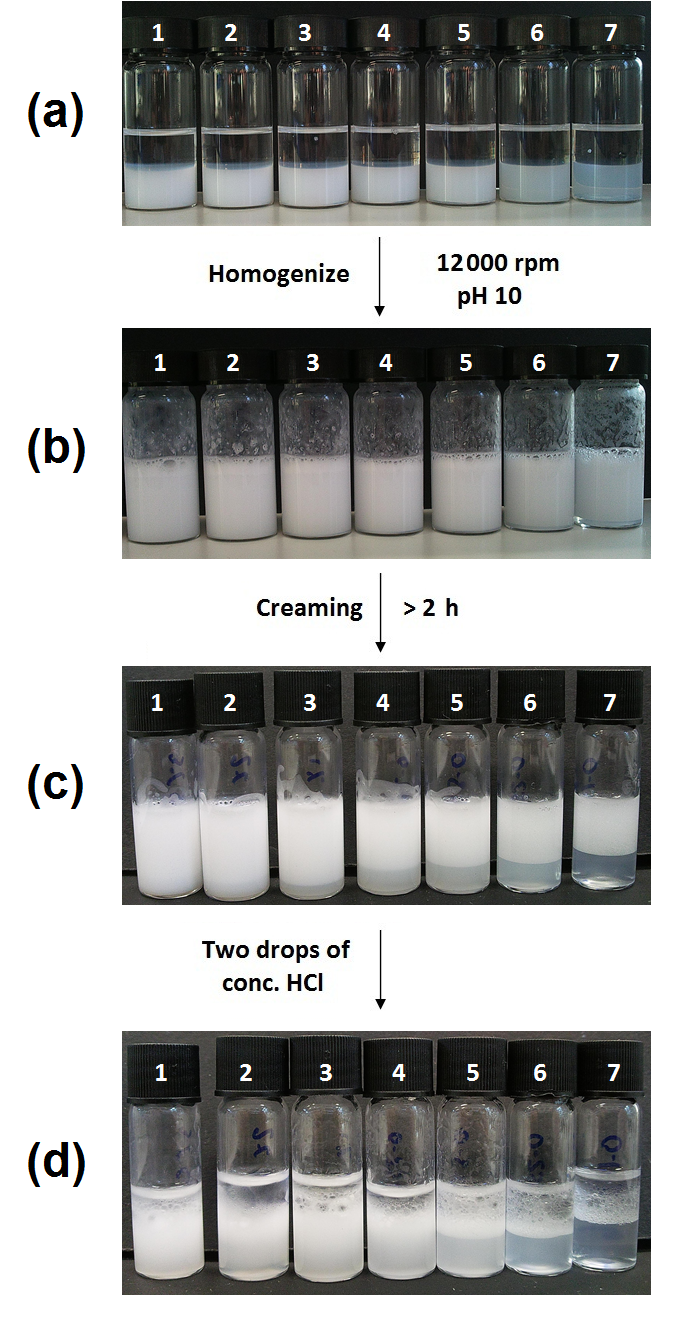 (a)
1 2 3 4 5 6 7
Homogenize
12000 rpm
pH 10
(b)
1 2 3 4 5 6 7
Creaming
> 2 h
(c)
1 2 3 4 5 6 7
Two drops of
conc. HCl
(d)
1 2 3 4 5 6 7